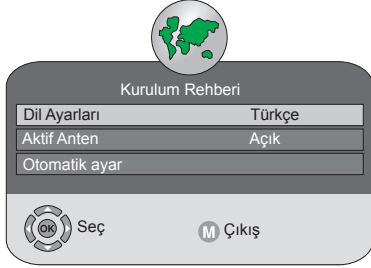 Kurulum Rehberi
Dil Ayarları Türkçe
Aktif Anten Açık
Otomatik ayar
OK Seç M Çıkış